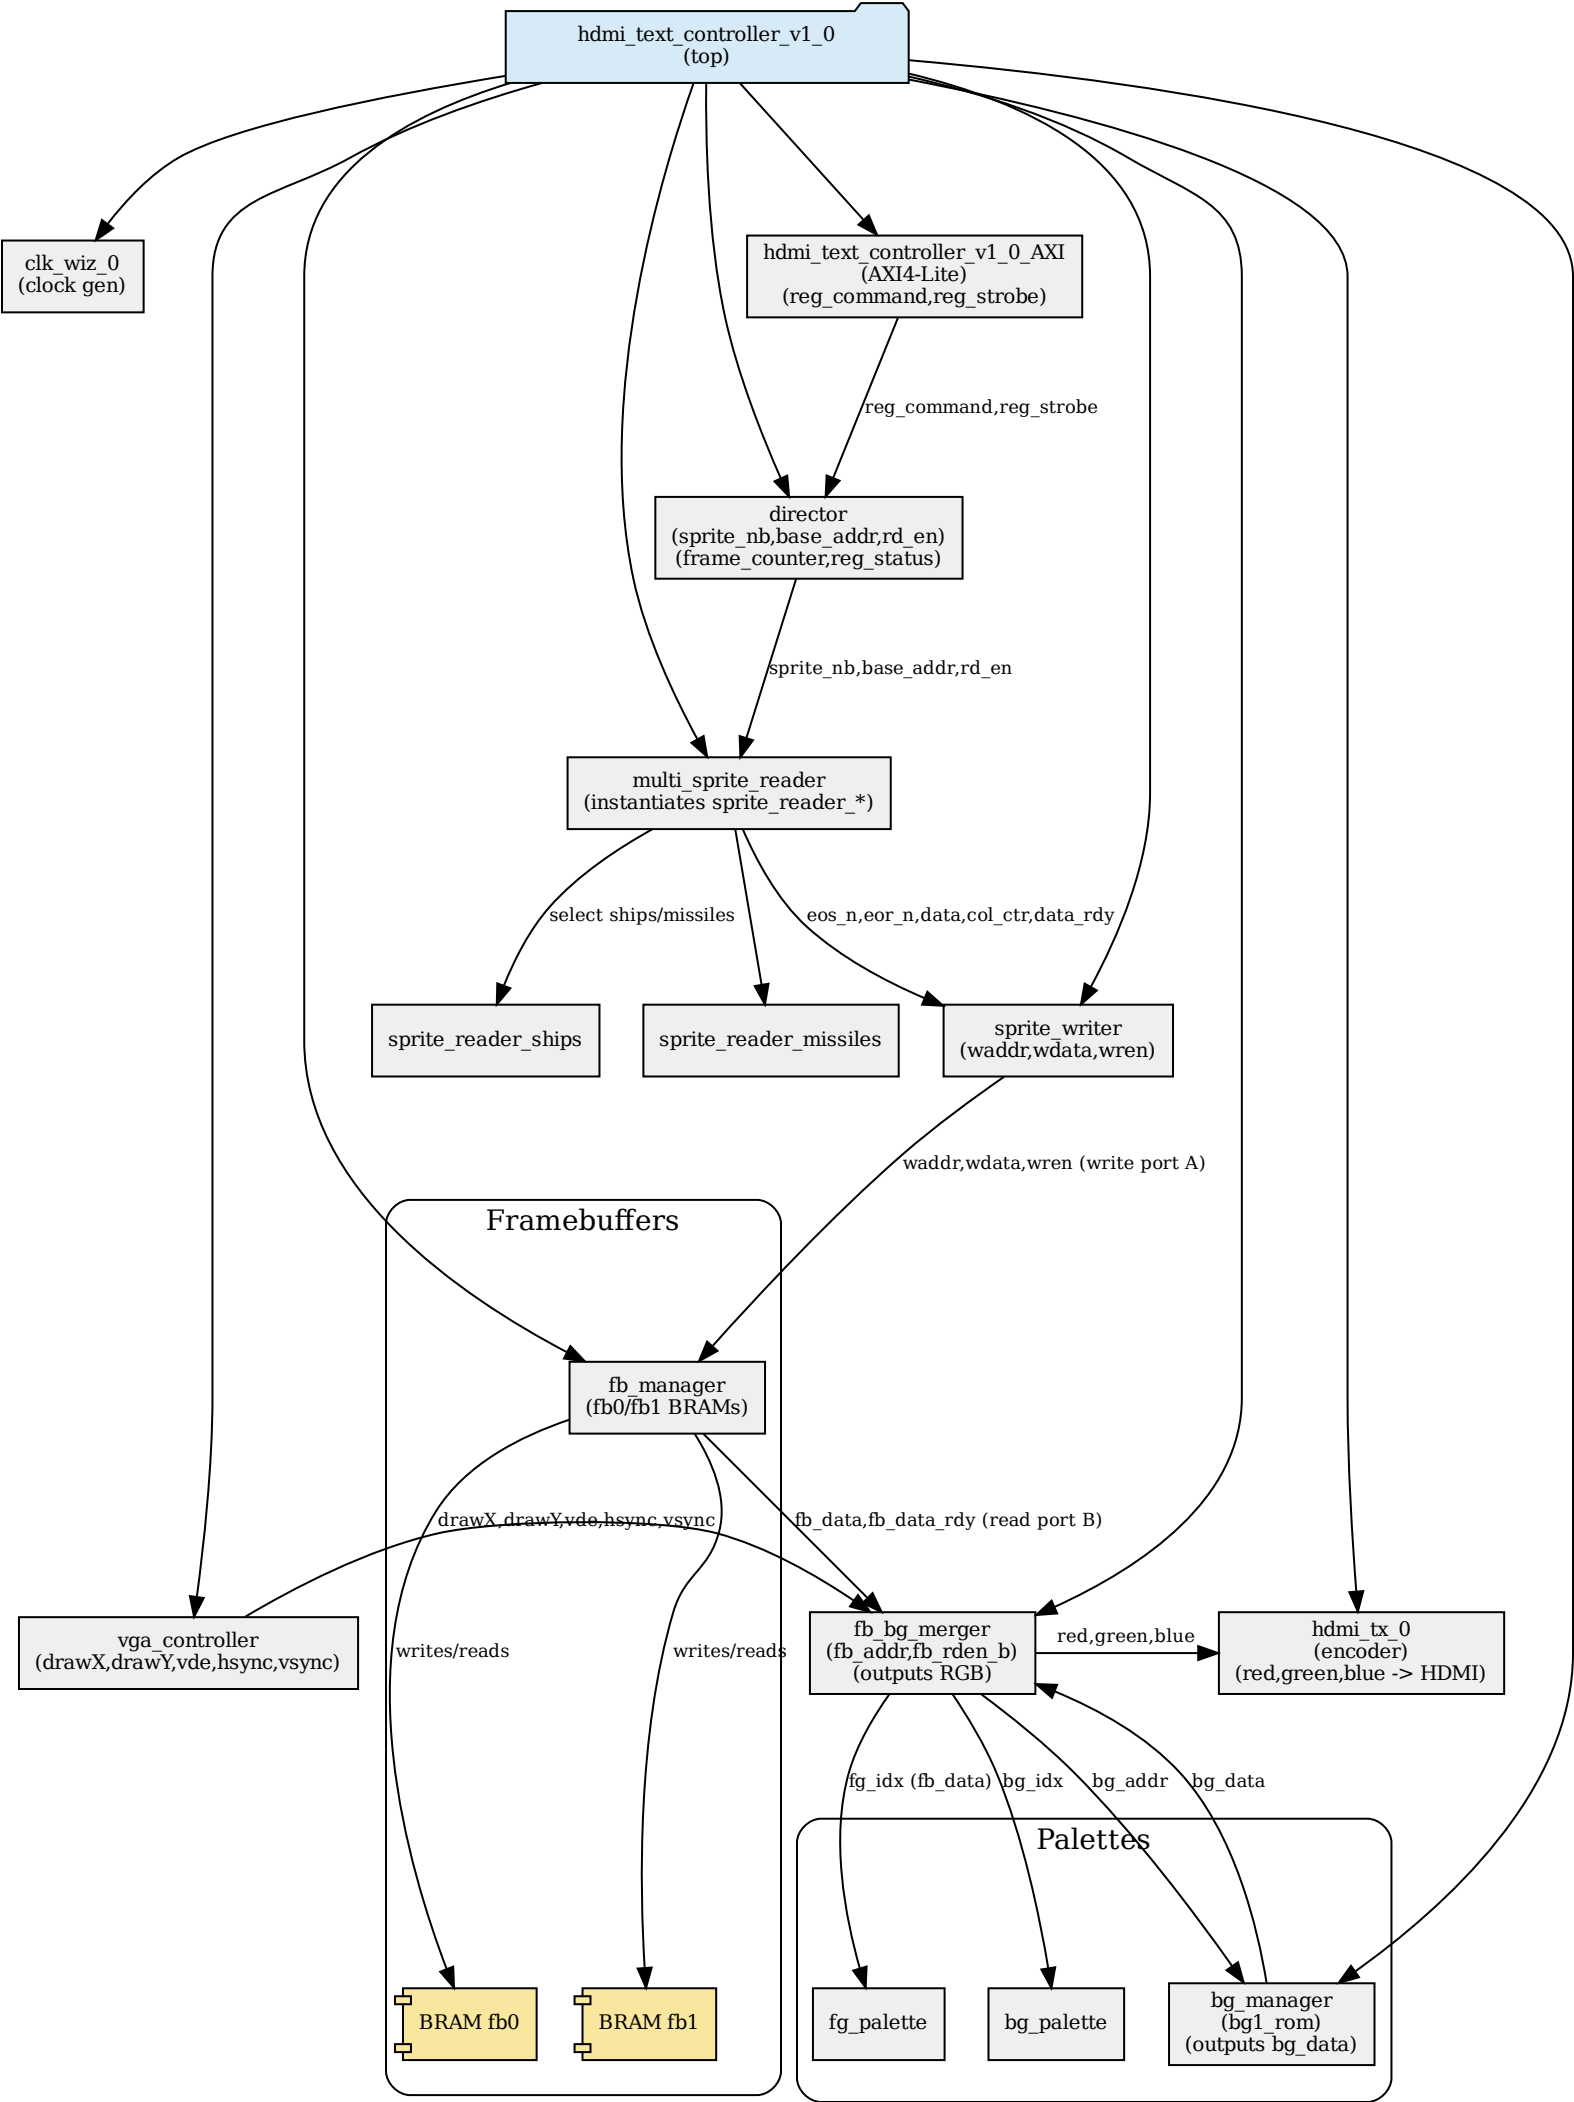 hdmi_text_controller_v1_0
(top)
clk_wiz_0
(clock gen)
hdmi_text_controller_v1_0_AXI
(AXI4-Lite)
(reg_command,reg_strobe)
reg_command,reg_strobe
director
(sprite_nb,base_addr,rd_en)
(frame_counter,reg_status)
sprite_nb,base_addr,rd_en
multi_sprite_reader
(instantiates sprite_reader_*)
select ships/missiles
eos_n,eor_n,data,col_ctr,data_rdy
sprite_reader_ships
sprite_reader_missiles
sprite_writer
(waddr,wdata,wren)
waddr,wdata,wren (write port A)
Framebuffers
fb_manager
(fb0/fb1 BRAMs)
drawX,drawY,vde,hsync,vsync
fb_data,fb_data_rdy (read port B)
vga_controller
(drawX,drawY,vde,hsync,vsync)
writes/reads
writes/reads
fb_bg_merger
(fb_addr,fb_rden_b)
(outputs RGB)
red,green,blue
hdmi_tx_0
(encoder)
(red,green,blue -> HDMI)
fg_idx (fb_data)
bg_idx
bg_addr
bg_data
Palettes
BRAM fb0
BRAM fb1
fg_palette
bg_palette
bg_manager
(bg1_rom)
(outputs bg_data)